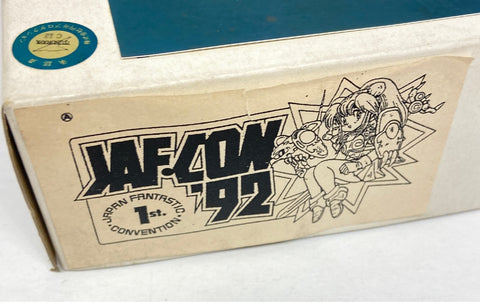 Ⓐ
JAF-CON
'92
JAPAN FANTASTIC
1st.
CONVENTION